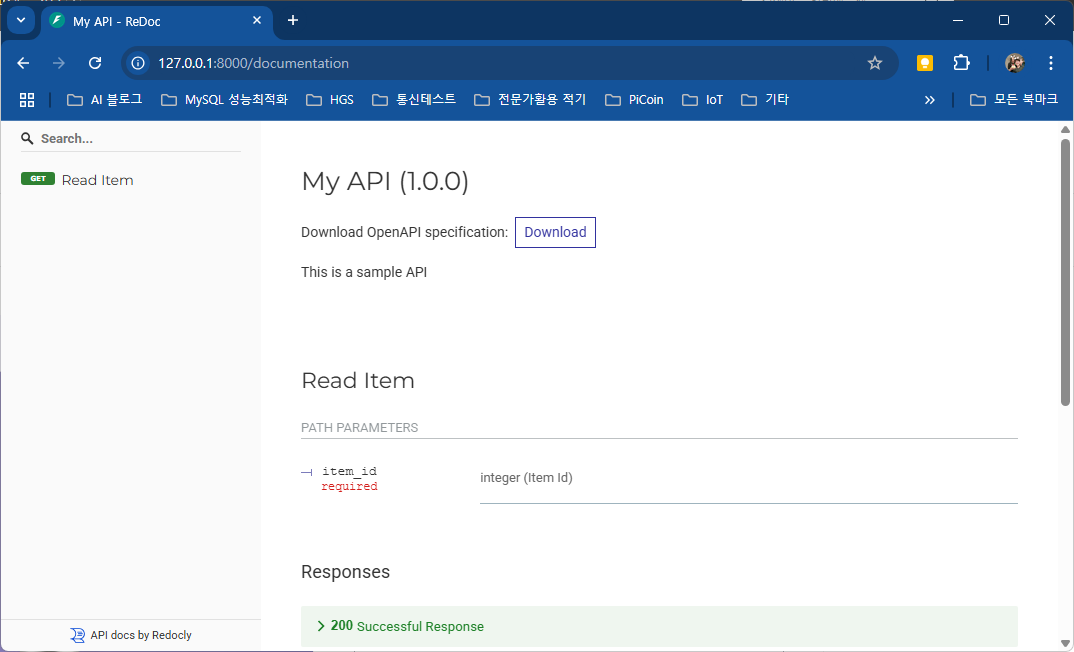 My API - ReDoc
127.0.0.1:8000/documentation
AI 블로그
MySQL 성능최적화
HGS
통신테스트
전문가활용 적기
PiCoin
IoT
기타
모든 북마크
Search...
GET Read Item
API docs by Redocly
My API (1.0.0)
Download OpenAPI specification: Download
This is a sample API
Read Item
PATH PARAMETERS
item_id
required
integer (Item Id)
Responses
200 Successful Response